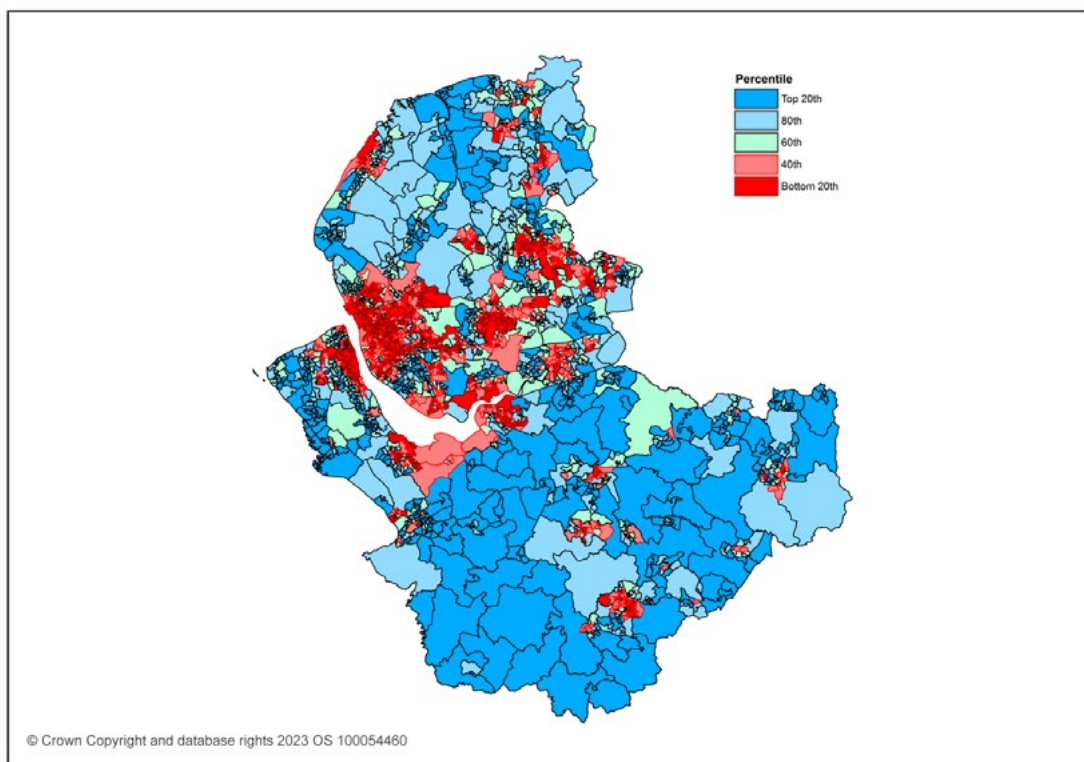 Percentile
Top 20th
80th
60th
40th
Bottom 20th
© Crown Copyright and database rights 2023 OS 100054460